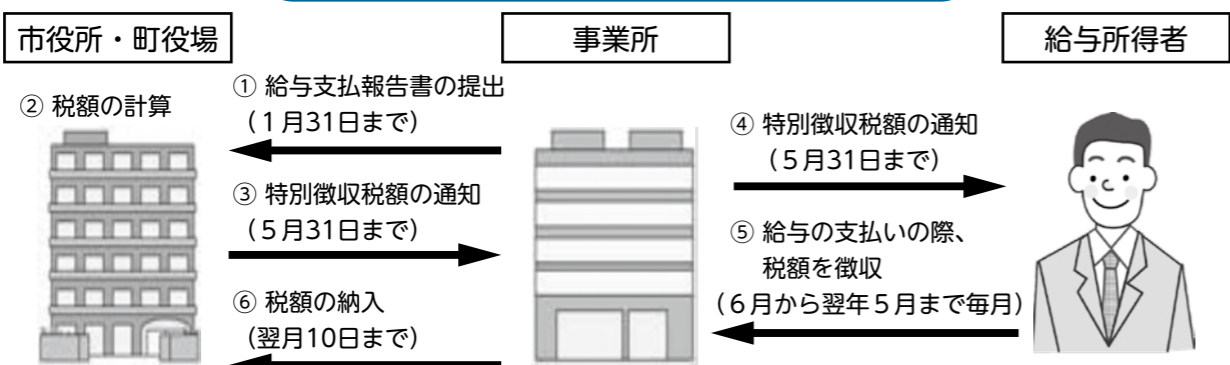 市役所・町役場
事業所
給与所得者
② 税額の計算
① 給与支払報告書の提出
（1月31日まで）
③ 特別徴収税額の通知
（5月31日まで）
⑥ 税額の納入
（翌月10日まで）
④ 特別徴収税額の通知
（5月31日まで）
⑤ 給与の支払いの際、
税額を徴収
（6月から翌年5月まで毎月）